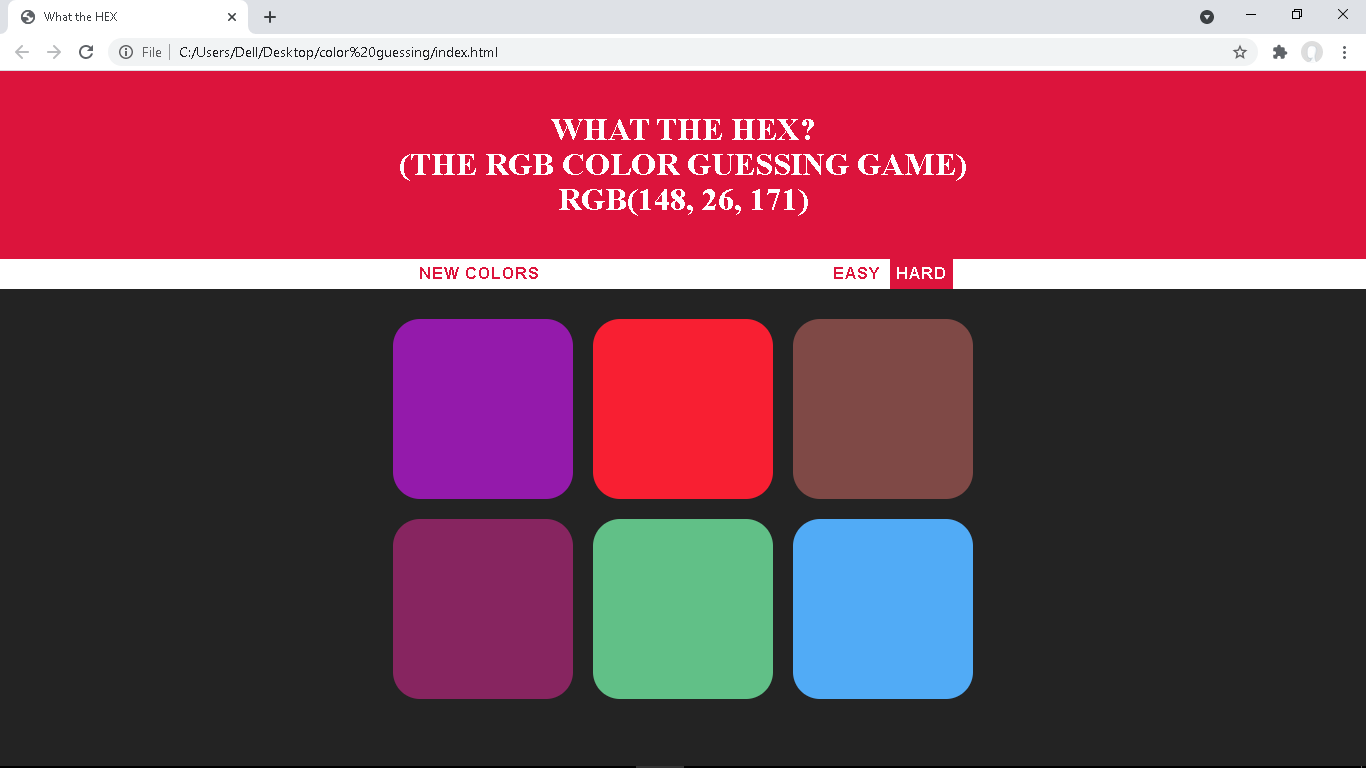 What the HEX
File
C:/Users/Dell/Desktop/color%20guessing/index.html
WHAT THE HEX?
(THE RGB COLOR GUESSING GAME)
RGB(148, 26, 171)
NEW COLORS
EASY
HARD